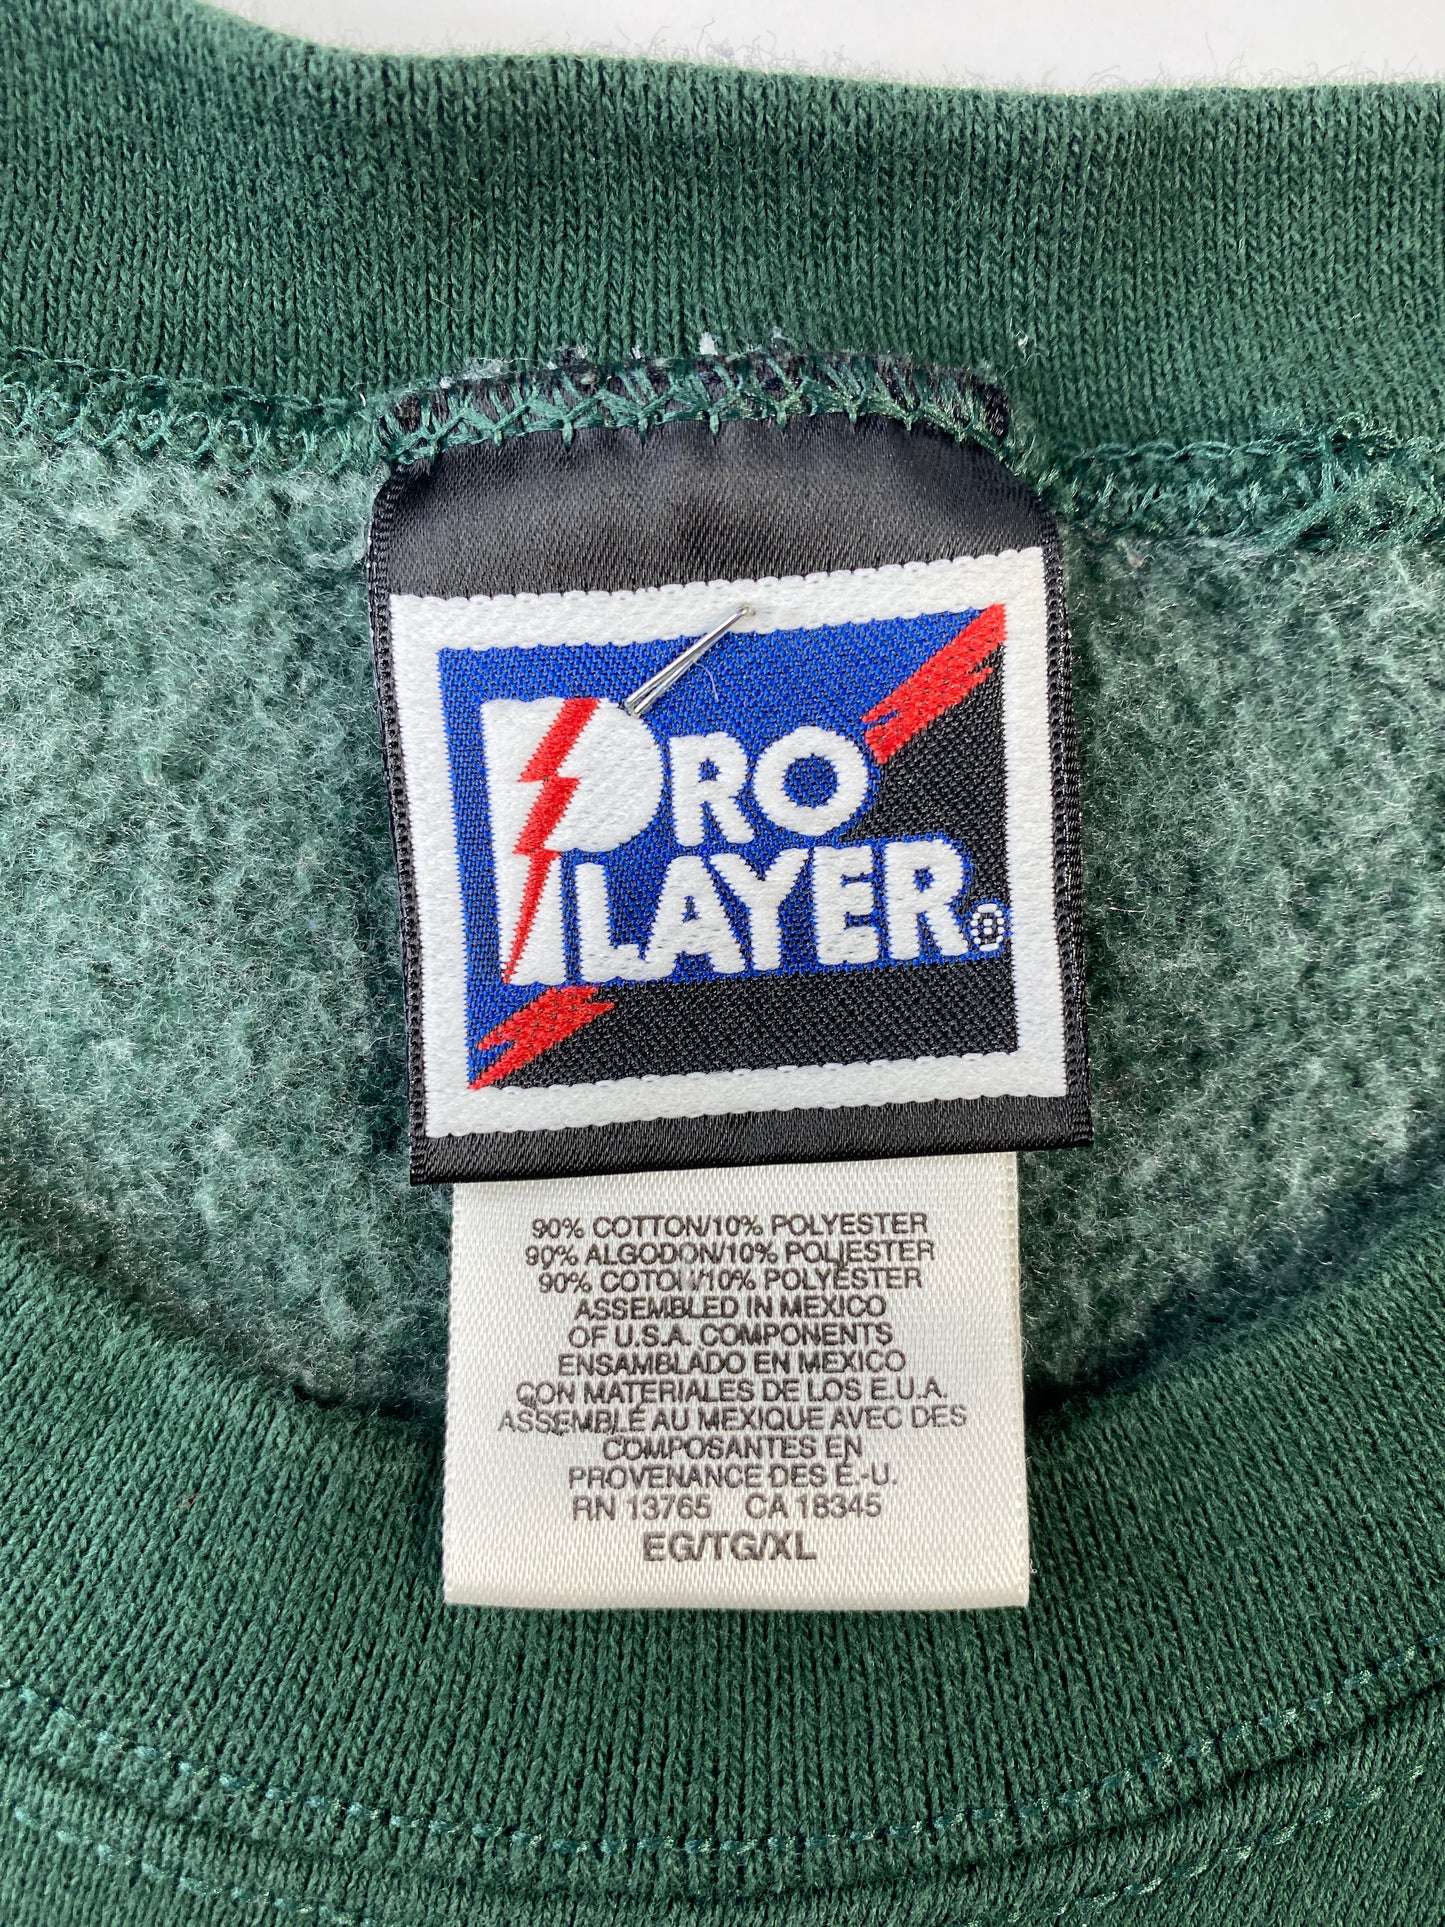 PRO
PLAYER®
90% COTTON/10% POLYESTER
90% ALGODON/10% POLIESTER
90% COTON/10% POLYESTER
ASSEMBLED IN MEXICO
OF U.S.A. COMPONENTS
ENSAMBLADO EN MEXICO
CON MATERIALES DE LOS E.U.A.
ASSEMBLÉ AU MEXIQUE AVEC DES
COMPOSANTES EN
PROVENANCE DES É.-U.
RN 13765 CA 18345
EG/TG/XL